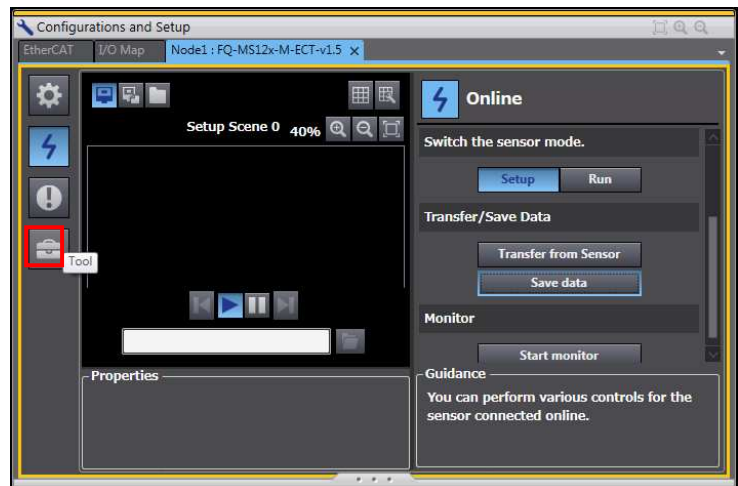 Configurations and Setup
EtherCAT
I/O Map
Node1 : FQ-MS12x-M-ECT-v1.5 x
Setup Scene 0 40%
Tool
Properties
Online
Switch the sensor mode.
Setup
Run
Transfer/Save Data
Transfer from Sensor
Save data
Monitor
Start monitor
Guidance
You can perform various controls for the
sensor connected online.